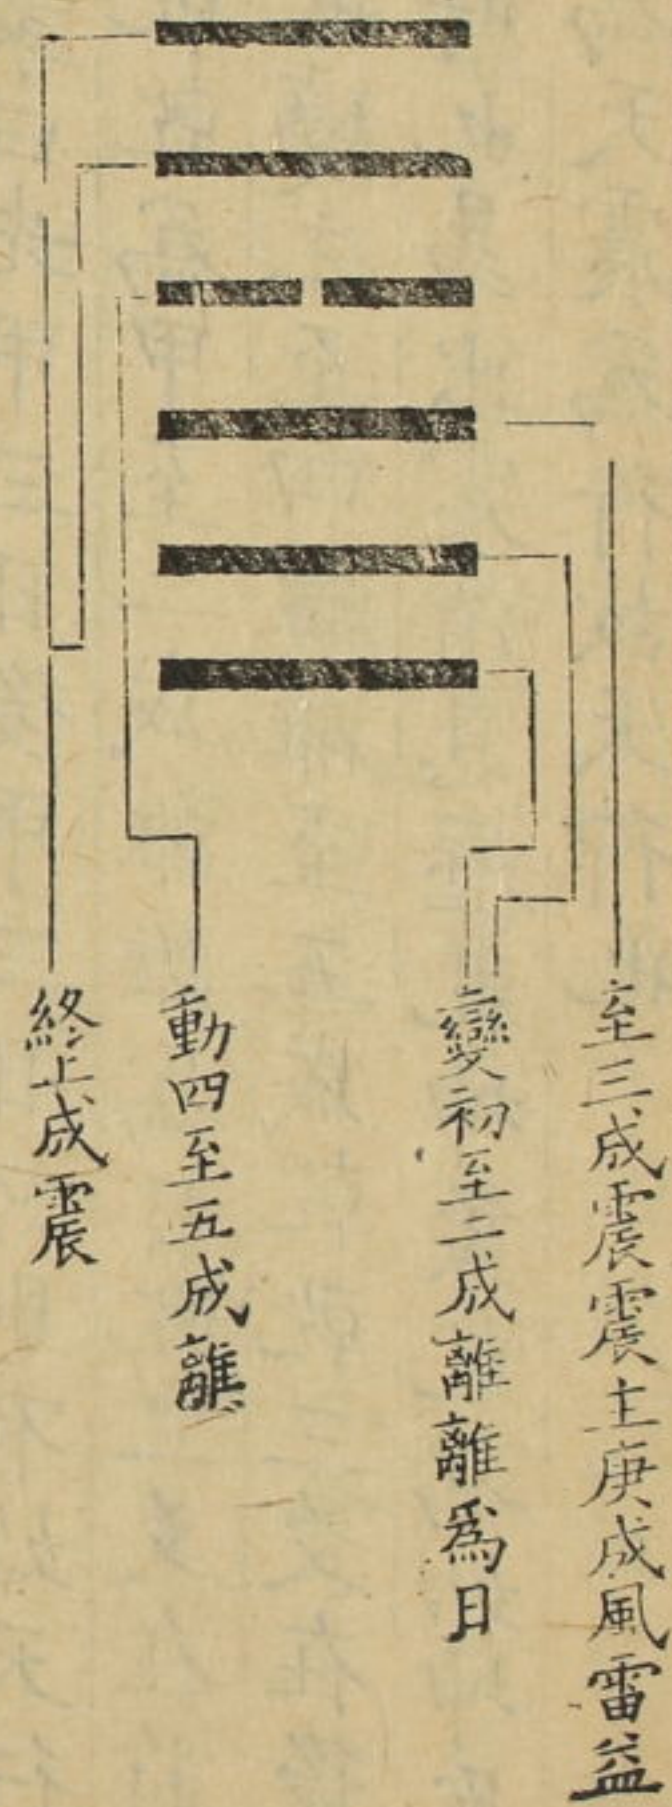 至三成震震主庚成風雷益
變初至二成離離爲日
動四至五成離
終上成震